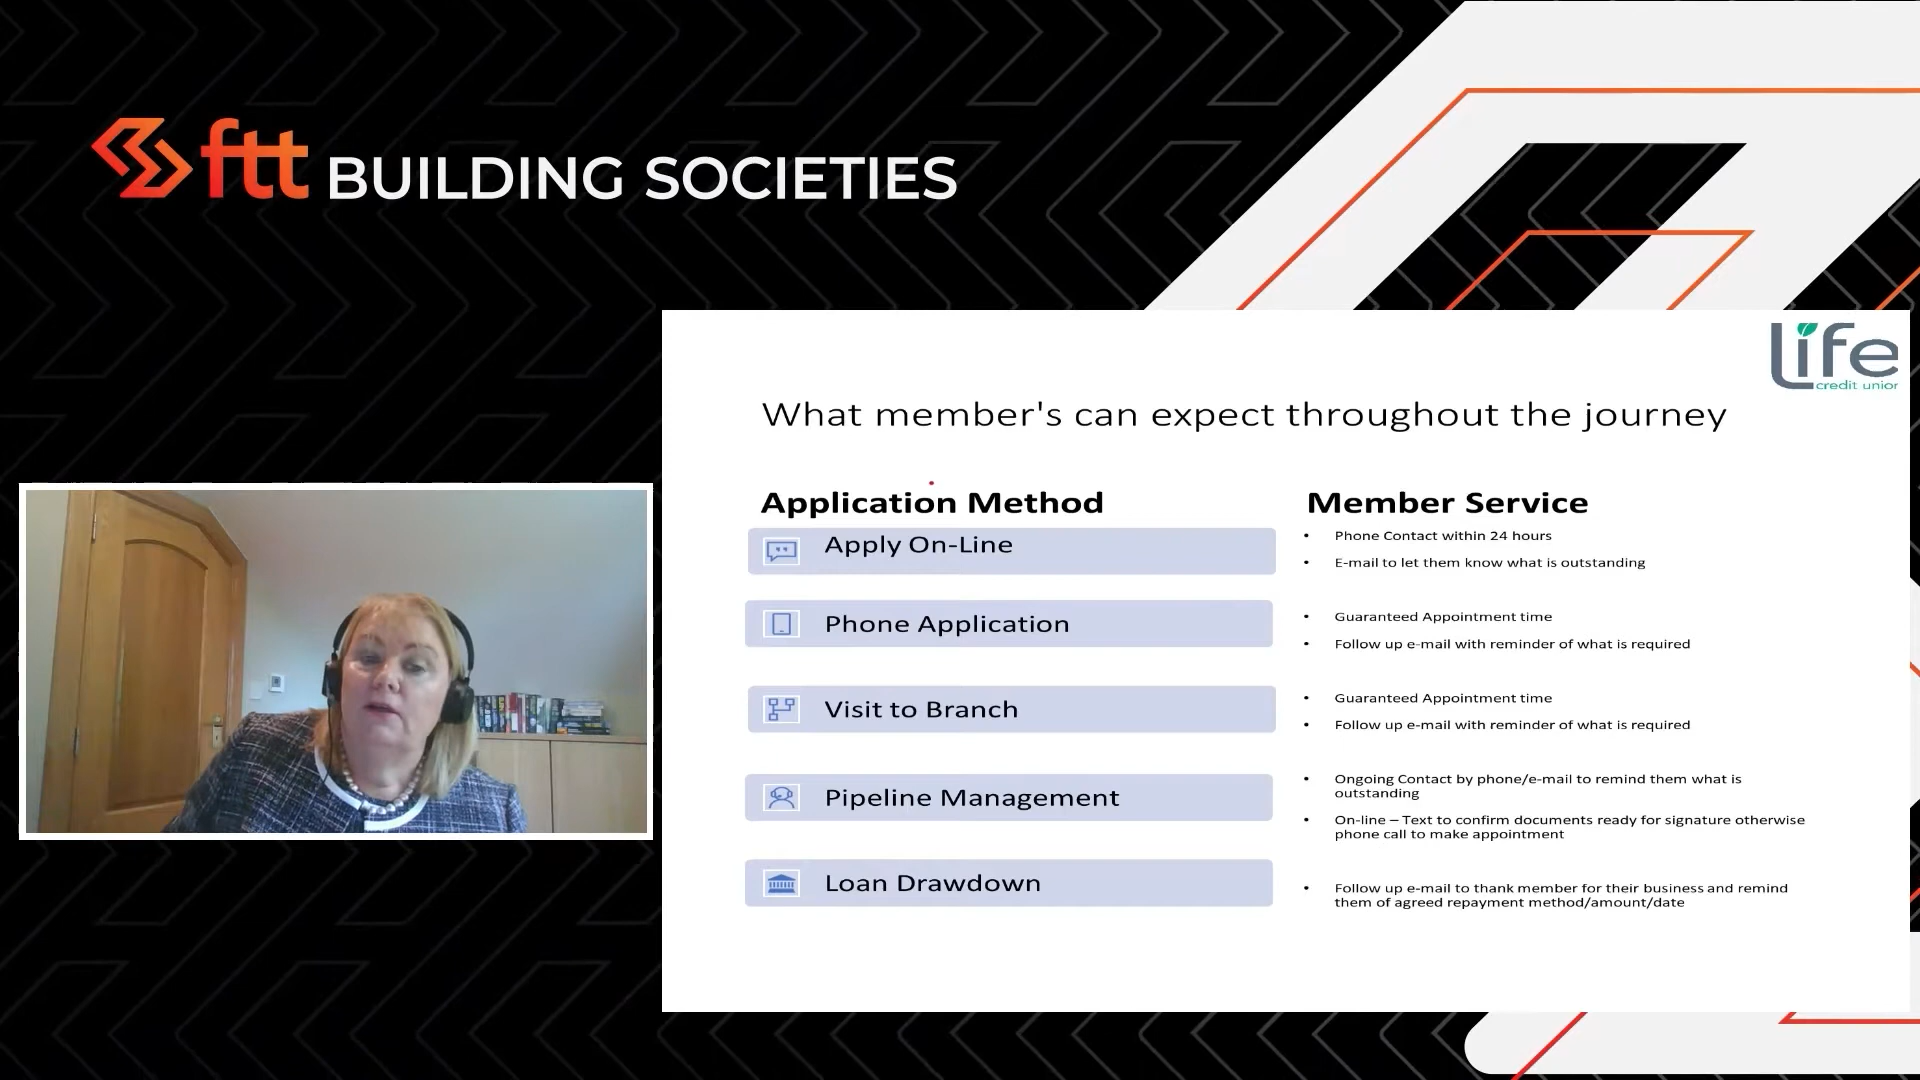 ftt BUILDING SOCIETIES
life
credit unior
What member's can expect throughout the journey
Application Method
Member Service
Apply On-Line
• Phone Contact within 24 hours
• E-mail to let them know what is outstanding
Phone Application
• Guaranteed Appointment time
• Follow up e-mail with reminder of what is required
Visit to Branch
• Guaranteed Appointment time
• Follow up e-mail with reminder of what is required
Pipeline Management
• Ongoing Contact by phone/e-mail to remind them what is
outstanding
• On-line – Text to confirm documents ready for signature otherwise
phone call to make appointment
Loan Drawdown
• Follow up e-mail to thank member for their business and remind
them of agreed repayment method/amount/date